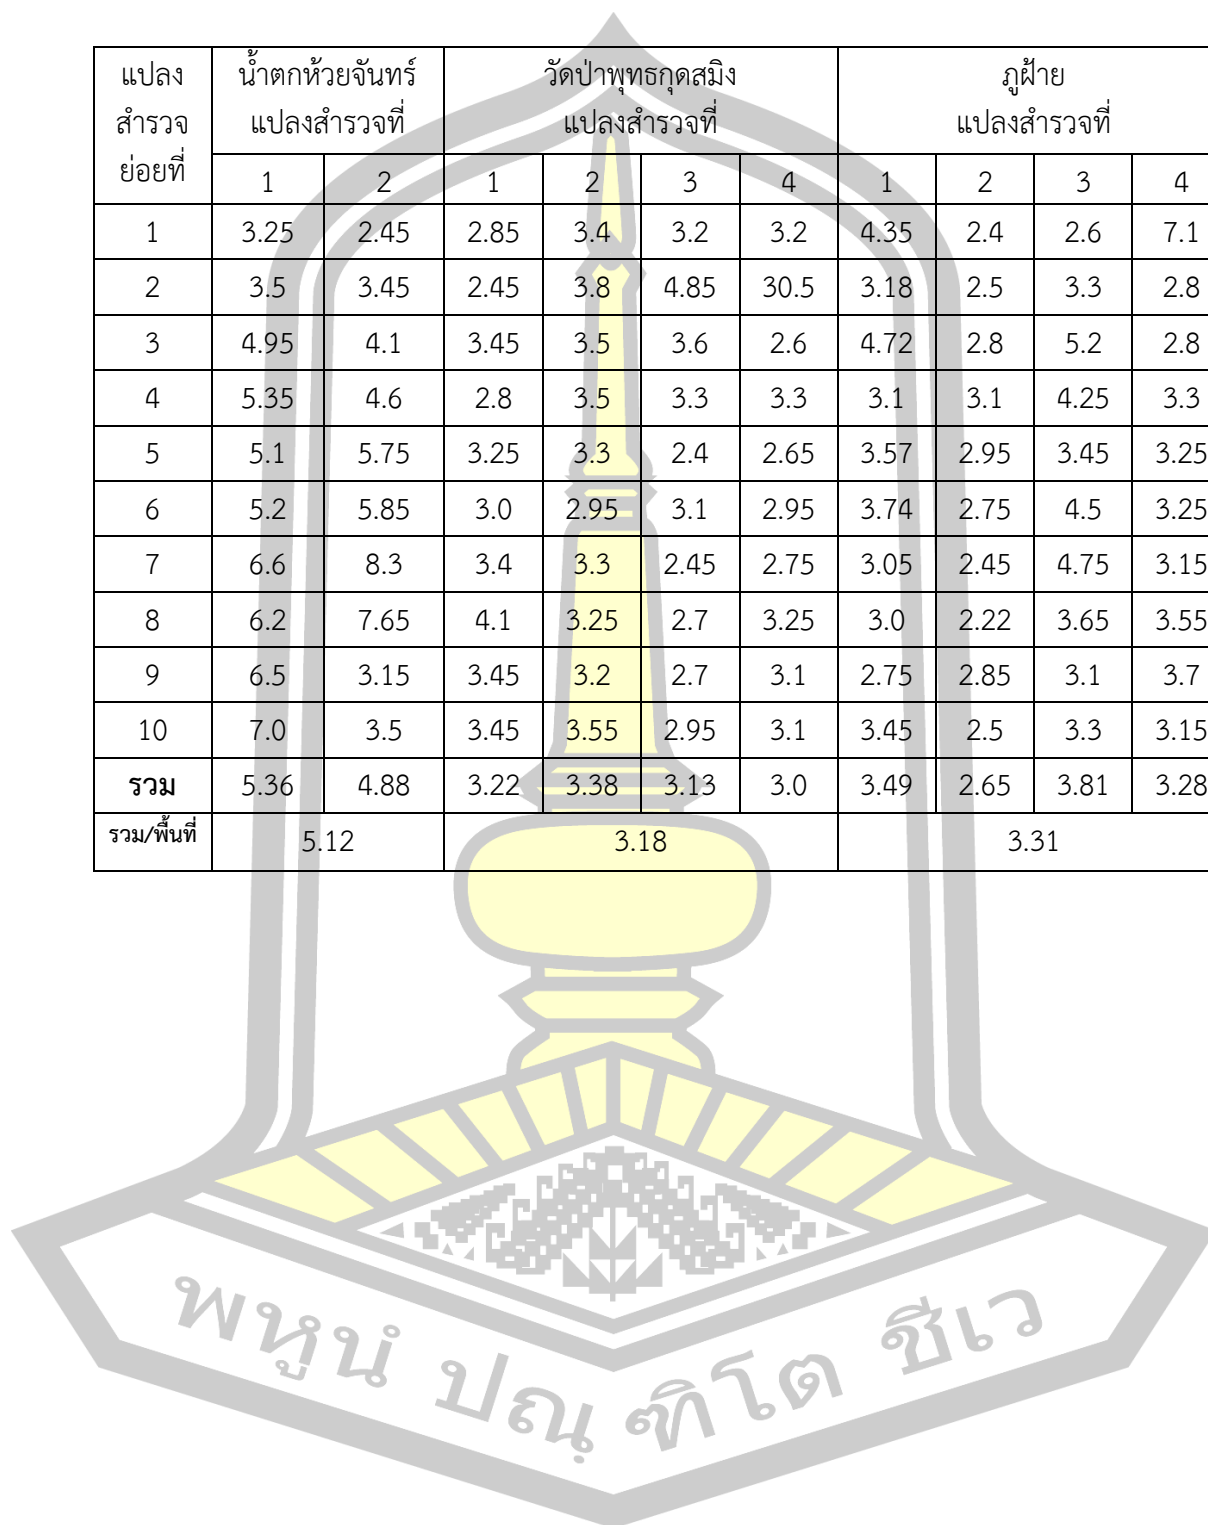 แปลง น้ำตกห้วยจันทร์ วัดป่าพุทธกุดสมิง ภูฝ้าย
สำรวจ แปลงสำรวจที่ แปลงสำรวจที่ แปลงสำรวจที่
ย่อยที่ 1 2 1 2 3 4 1 2 3 4
1 3.25 2.45 2.85 3.4 3.2 3.2 4.35 2.4 2.6 7.1
2 3.5 3.45 2.45 3.8 4.85 30.5 3.18 2.5 3.3 2.8
3 4.95 4.1 3.45 3.5 3.6 2.6 4.72 2.8 5.2 2.8
4 5.35 4.6 2.8 3.5 3.3 3.3 3.1 3.1 4.25 3.3
5 5.1 5.75 3.25 3.3 2.4 2.65 3.57 2.95 3.45 3.25
6 5.2 5.85 3.0 2.95 3.1 2.95 3.74 2.75 4.5 3.25
7 6.6 8.3 3.4 3.3 2.45 2.75 3.05 2.45 4.75 3.15
8 6.2 7.65 4.1 3.25 2.7 3.25 3.0 2.22 3.65 3.55
9 6.5 3.15 3.45 3.2 2.7 3.1 2.75 2.85 3.1 3.7
10 7.0 3.5 3.45 3.55 2.95 3.1 3.45 2.5 3.3 3.15
รวม 5.36 4.88 3.22 3.38 3.13 3.0 3.49 2.65 3.81 3.28
รวม/พื้นที่ 5.12 3.18 3.31
พหูนํ ปณฺฑิโต ชีเว